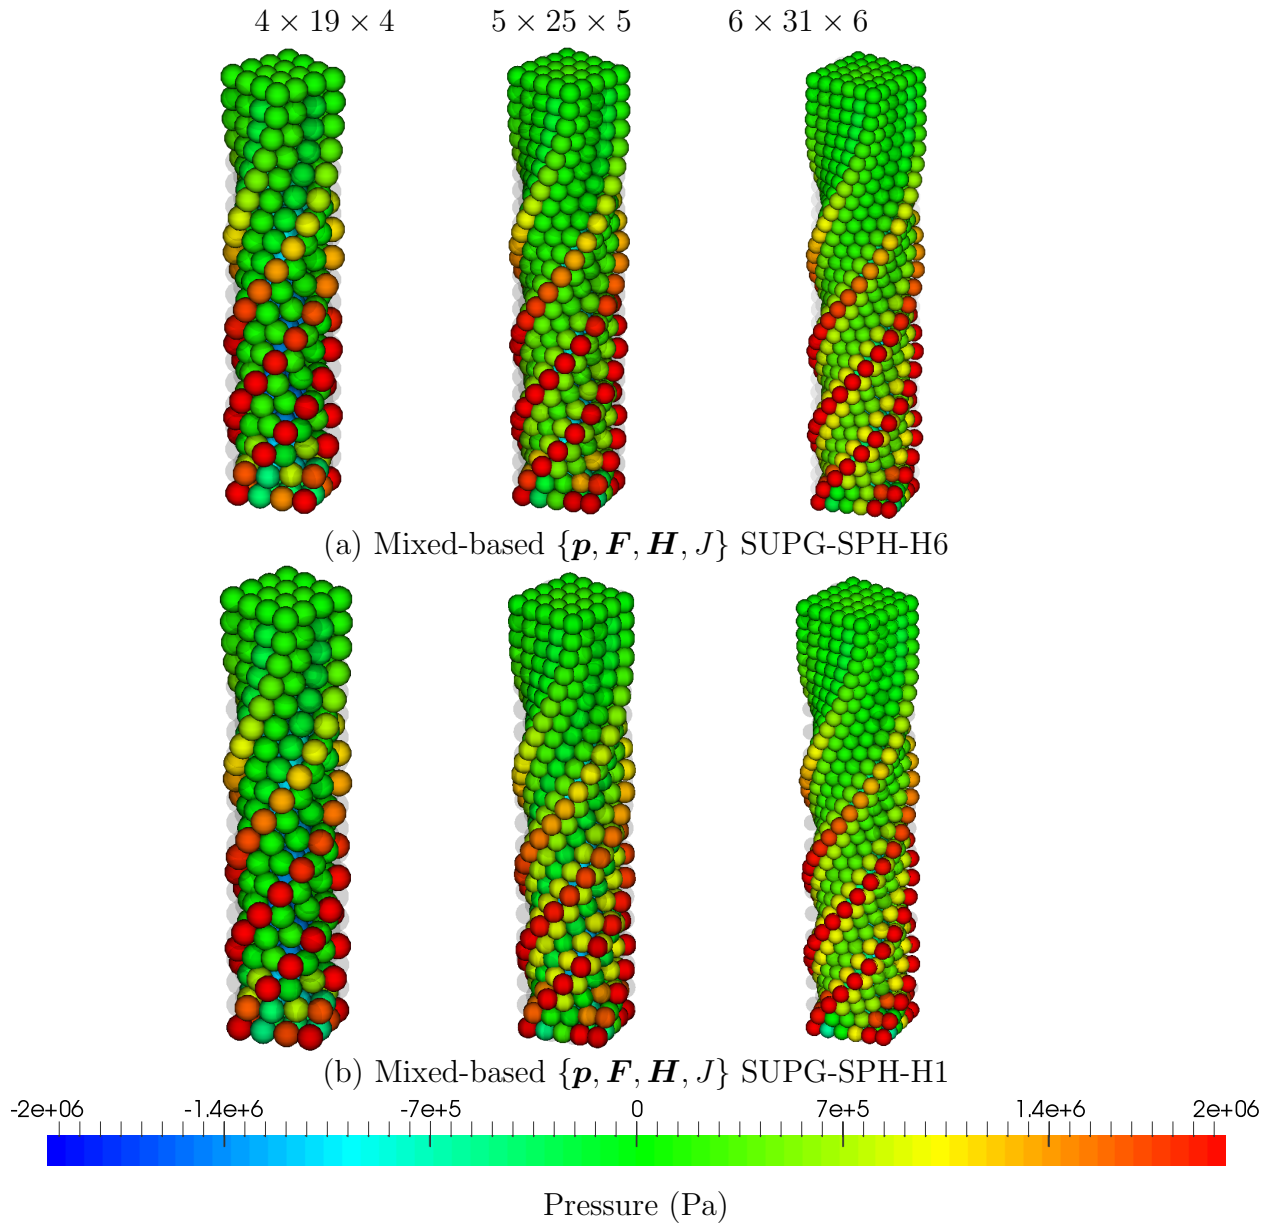 4 × 19 × 4 5 × 25 × 5 6 × 31 × 6
(a) Mixed-based {p, F, H, J} SUPG-SPH-H6
(b) Mixed-based {p, F, H, J} SUPG-SPH-H1
-2e+06 -1.4e+6 -7e+5 0 7e+5 1.4e+6 2e+06
Pressure (Pa)